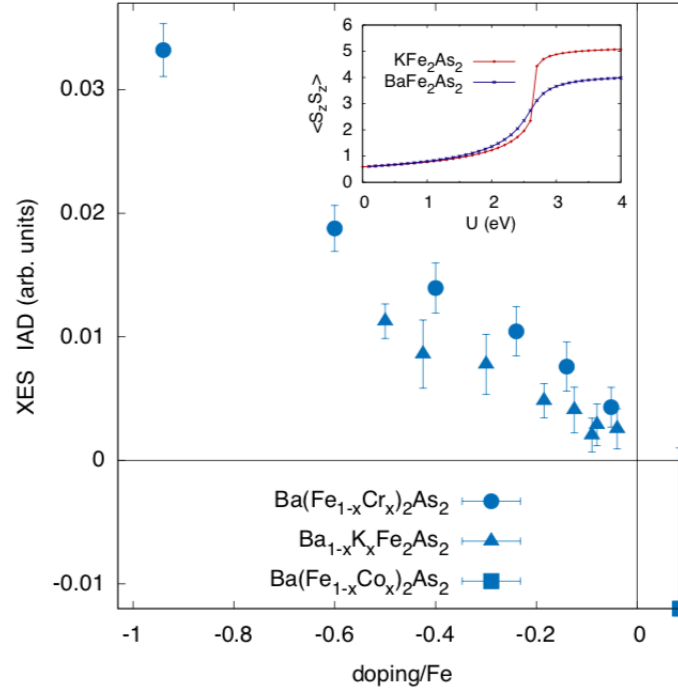 XES IAD (arb. units)
0.03
0.02
0.01
0
-0.01
<S_zS_z>
6
5
4
3
2
1
0
KFe₂As₂
BaFe₂As₂
0 1 2 3 4
U (eV)
Ba(Fe₁₋ₓCrₓ)₂As₂
Ba₁₋ₓKₓFe₂As₂
Ba(Fe₁₋ₓCoₓ)₂As₂
-1 -0.8 -0.6 -0.4 -0.2 0
doping/Fe